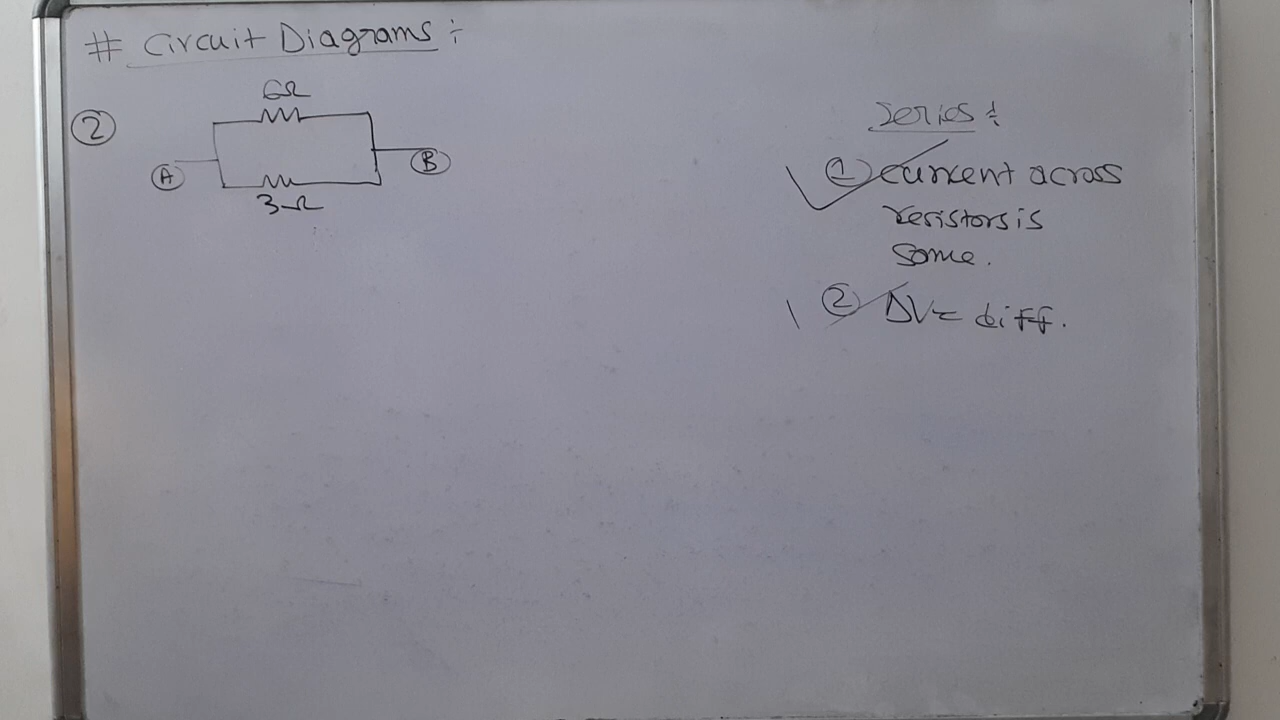 # Circuit Diagrams :
②
6Ω
A
B
3Ω
Series :
① current across
resistors is
same.
② ΔV = diff.